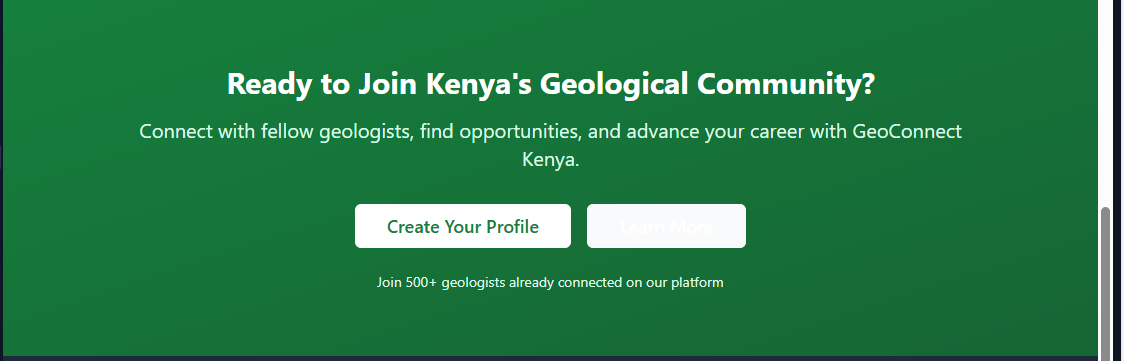 Ready to Join Kenya's Geological Community?
Connect with fellow geologists, find opportunities, and advance your career with GeoConnect
Kenya.
Create Your Profile
Learn More
Join 500+ geologists already connected on our platform